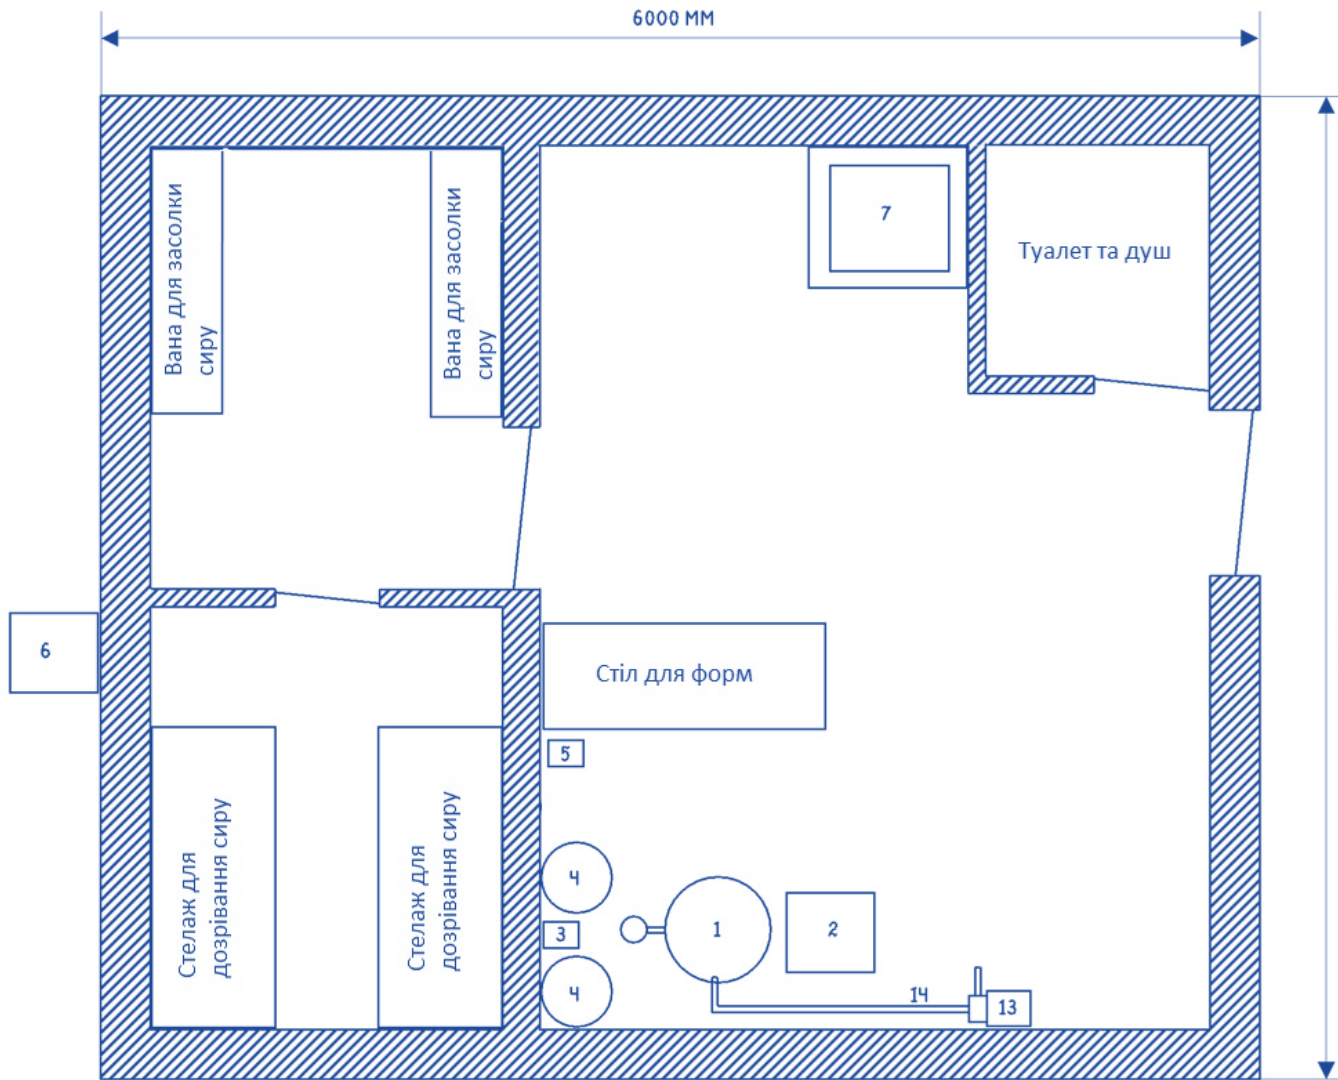 6000 ММ
Вана для засолки
сиру
Вана для засолки
сиру
7
Туалет та душ
6
Стіл для форм
5
Стелаж для
дозрівання сиру
Стелаж для
дозрівання сиру
4
3
1
2
4
14
13